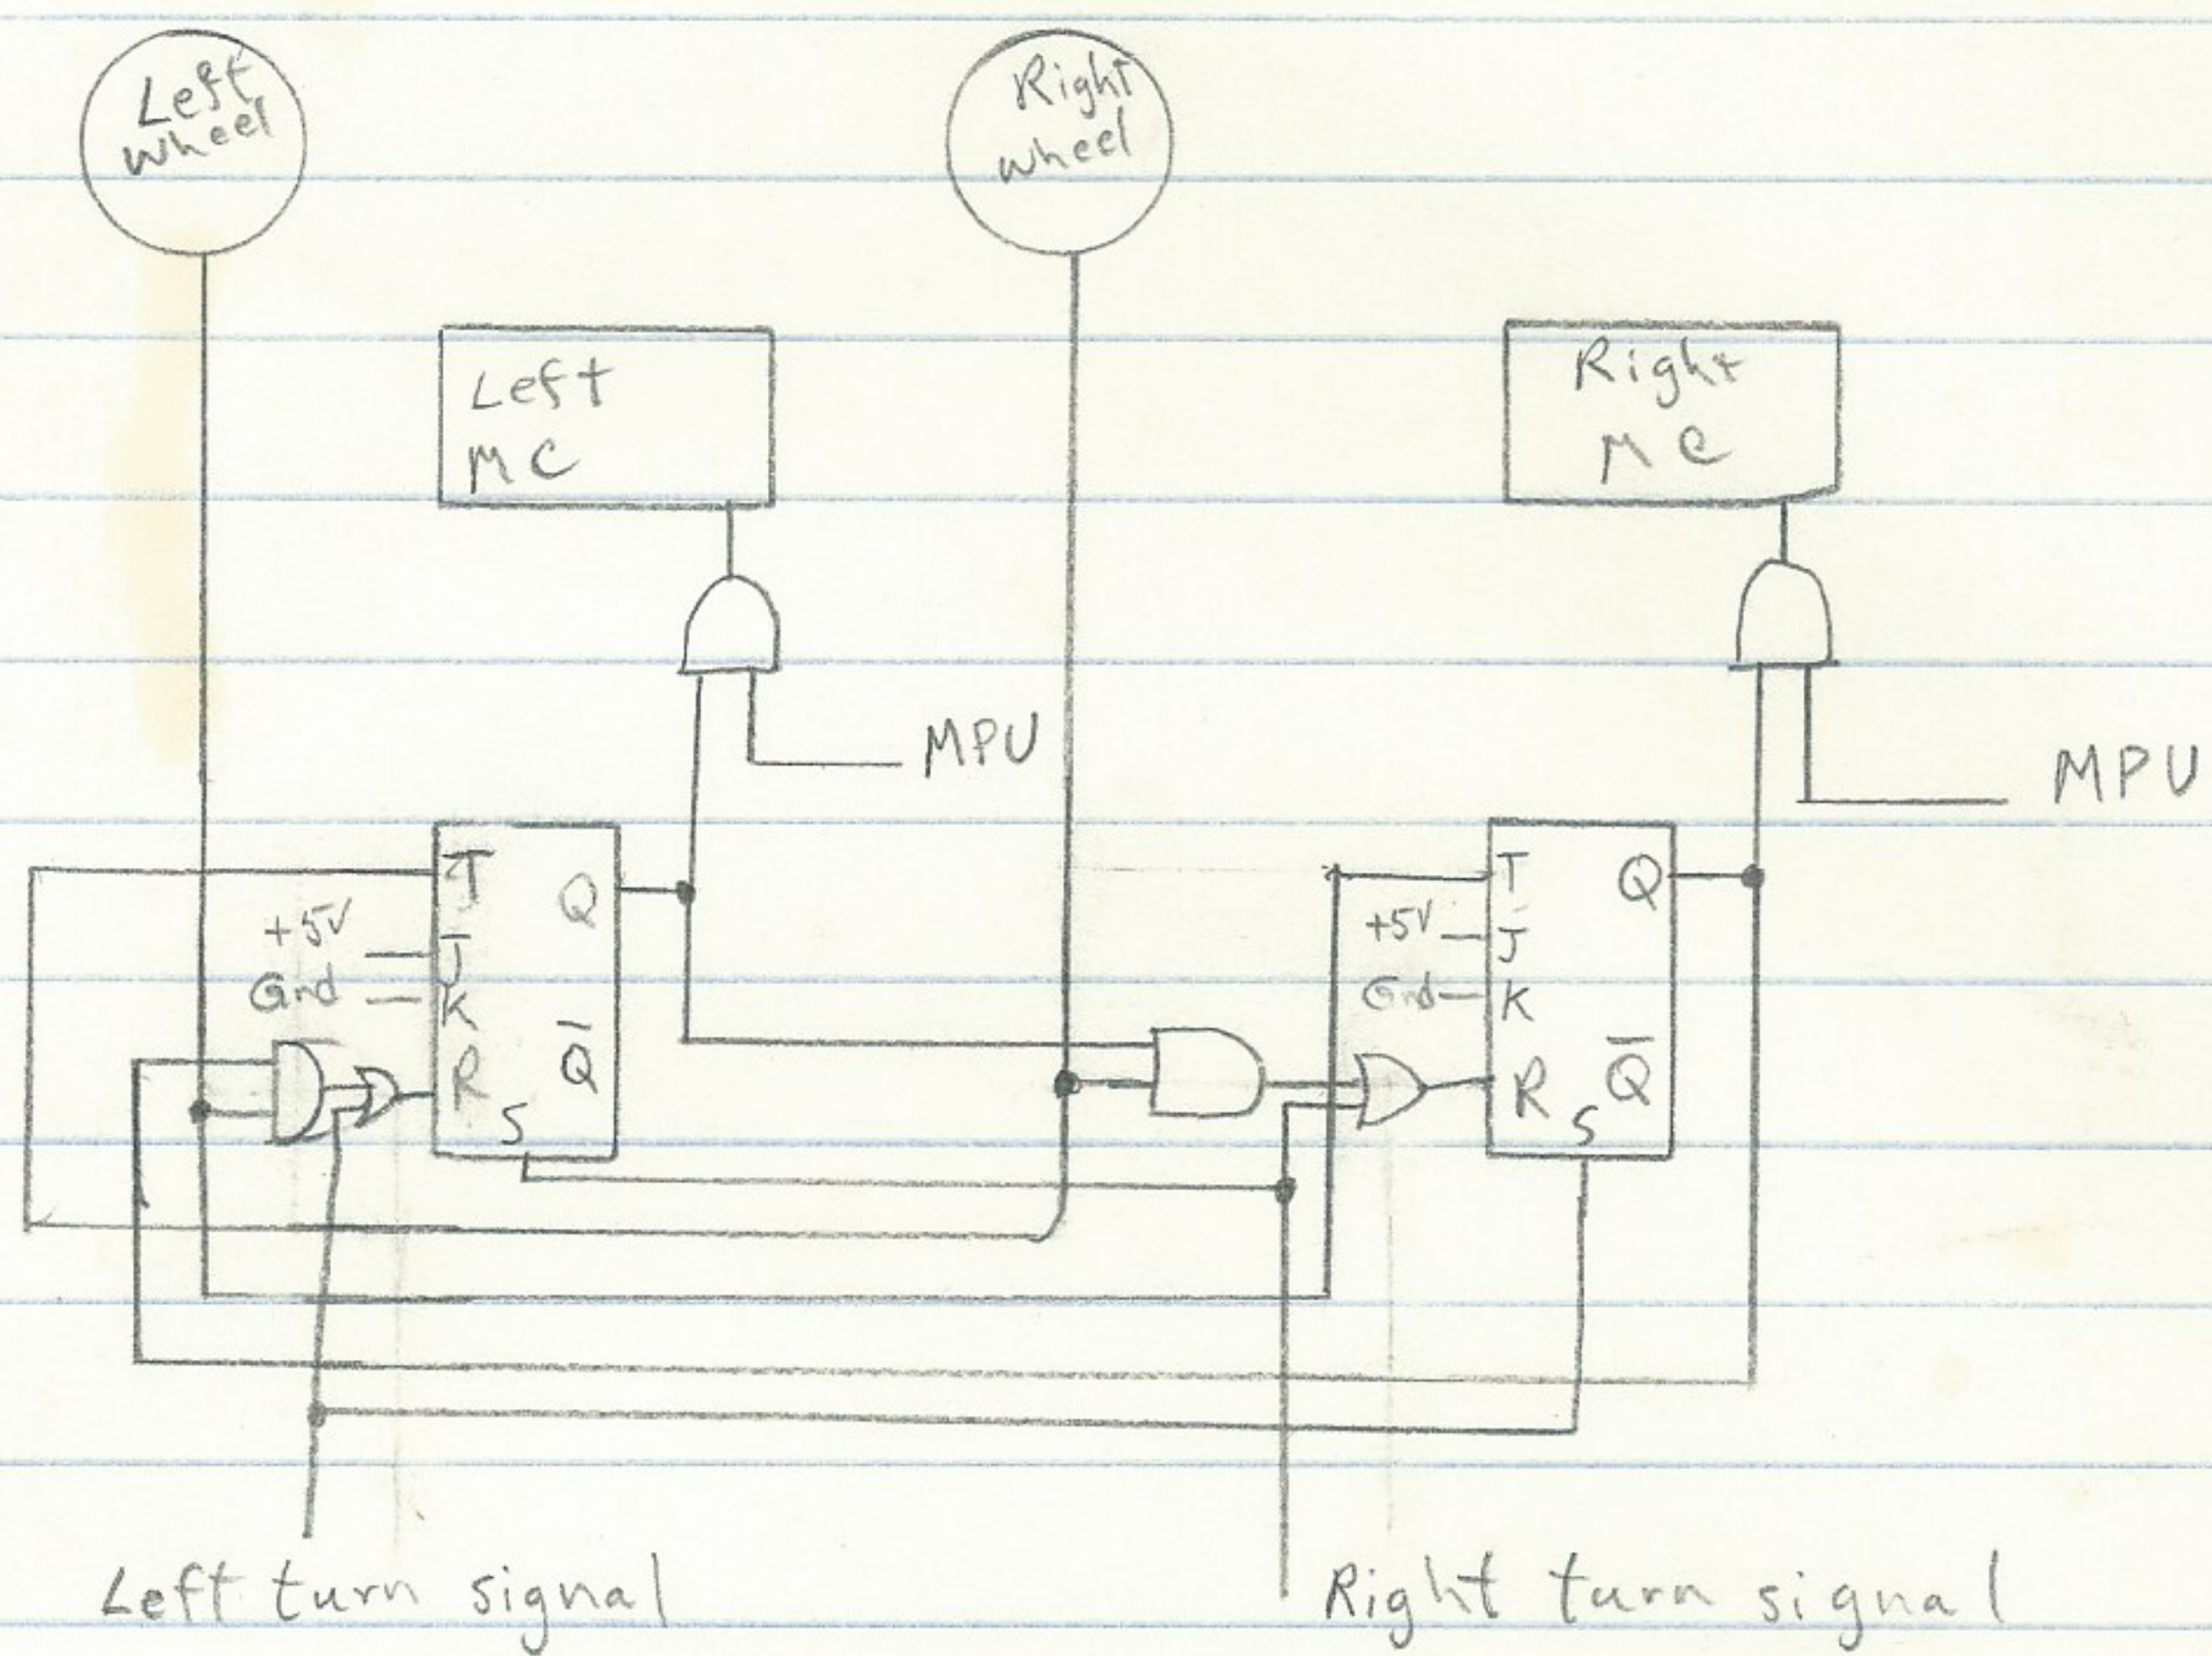 Left
wheel
Right
wheel
Left
MC
Right
MC
MPU
MPU
T
Q
+5V
J
Gnd
K
Q̅
R
S
T
Q
+5V
J
Gnd
K
Q̅
R
S
Left turn signal
Right turn signal